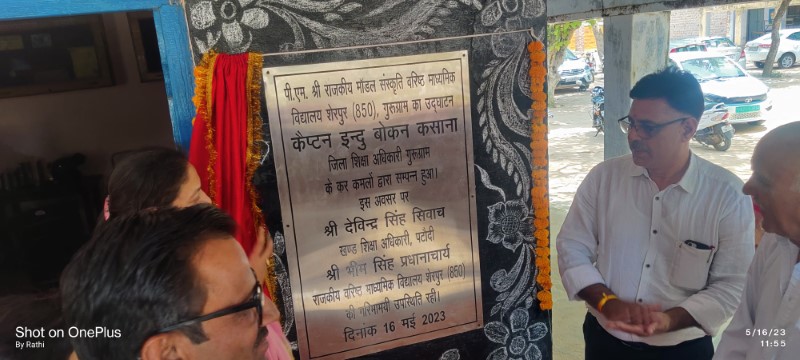 पी.एम. श्री राजकीय मॉडल संस्कृति वरिष्ठ माध्यमिक
विद्यालय शेरपुर (850), गुरूग्राम का उद्घाटन
कैप्टन इन्दु बोकन कसाना
जिला शिक्षा अधिकारी गुरूग्राम
के कर कमलों द्वारा सम्पन्न हुआ।
इस अवसर पर
श्री देविन्द्र सिंह सिवाच
खण्ड शिक्षा अधिकारी, पटौदी
श्री भीम सिंह प्रधानाचार्य
राजकीय वरिष्ठ माध्यमिक विद्यालय शेरपुर (850)
की गरिमामयी उपस्थिति रही।
दिनांक 16 मई 2023
Shot on OnePlus
By Rathi
5/16/23
11:55